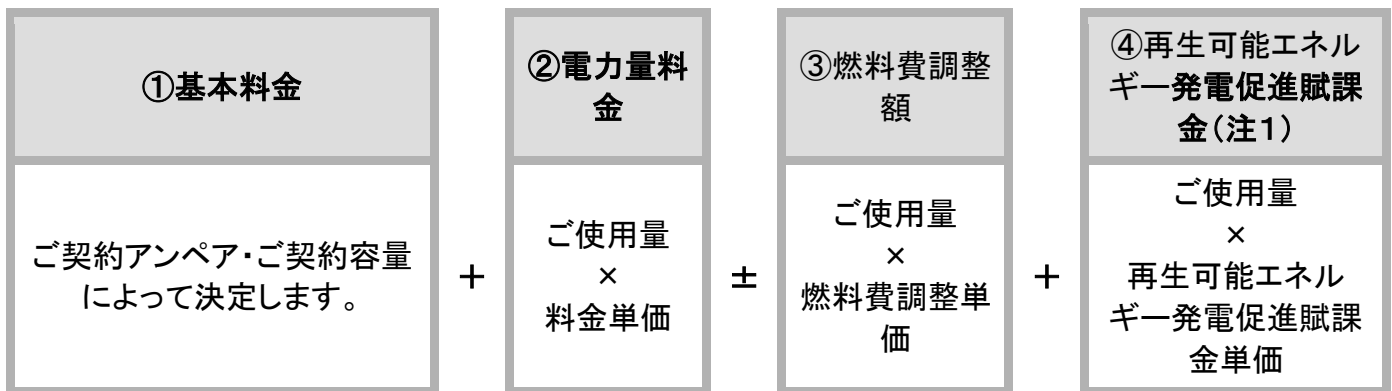 ①基本料金
ご契約アンペア・ご契約容量
によって決定します。
＋
②電力量料
金
ご使用量
×
料金単価
±
③燃料費調整
額
ご使用量
×
燃料費調整単
価
＋
④再生可能エネル
ギー発電促進賦課
金(注1)
ご使用量
×
再生可能エネル
ギー発電促進賦課
金単価